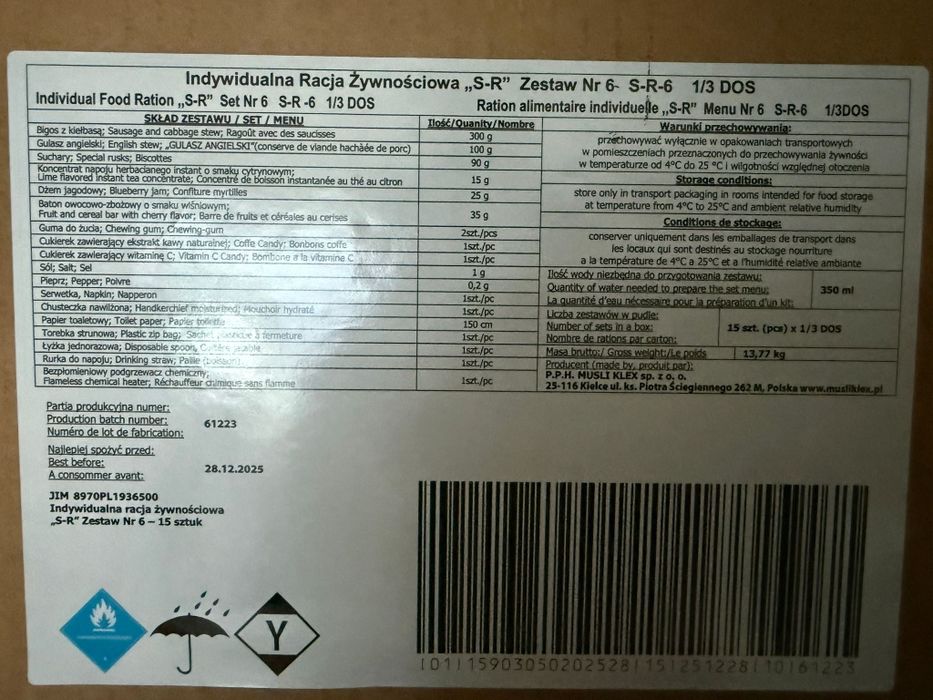 Indywidualna Racja Żywnościowa „S-R” Zestaw Nr 6 S-R-6 1/3 DOS
Individual Food Ration „S-R” Set Nr 6 S-R -6 1/3 DOS
Ration alimentaire individuelle „S-R” Menu Nr 6 S-R-6 1/3DOS
SKŁAD ZESTAWU / SET / MENU
Ilość/Quanity/Nombre
Bigos z kiełbasą; Sausage and cabbage stew; Ragoût avec des saucisses 300 g
Gulasz angielski; English stew; „GULASZ ANGIELSKI”(conserve de viande hachàée de porc) 100 g
Suchary; Special rusks; Biscottes 90 g
Koncentrat napoju herbacianego instant o smaku cytrynowym;
Lime flavored instant tea concentrate; Concentré de boisson instantanée au thé au citron 15 g
Dżem jagodowy; Blueberry jam; Confiture myrtilles 25 g
Baton owocowo-zbożowy o smaku wiśniowym;
Fruit and cereal bar with cherry flavor; Barre de fruits et céréales au cerises 35 g
Guma do żucia; Chewing gum; Chewing-gum 2szt./pcs
Cukierek zawierający ekstrakt kawy naturalnej; Coffe Candy; Bonbons coffe 1szt./pc
Cukierek zawierający witaminę C; Vitamin C Candy; Bombone a la Vitamine C 1szt./pc
Sól; Salt; Sel 1 g
Pieprz; Pepper; Poivre 0,2 g
Serwetka, Napkin; Napperon 1szt./pc
Chusteczka nawilżona; Handkerchief moisturized; Mouchoir hydraté 1szt./pc
Papier toaletowy; Toilet paper; Papier toilette 150 cm
Torebka strunowa; Plastic zip bag; Sachet plastique à fermeture 1szt./pc
Łyżka jednorazowa; Disposable spoon, 1szt./pc
Rurka do napoju; Drinking straw; Paille (boisson) 1szt./pc
Bezpłomieniowy podgrzewacz chemiczny;
Flameless chemical heater; Réchauffeur chimique sans flamme 1szt./pc
Warunki przechowywania:
przechowywać wyłącznie w opakowaniach transportowych
w pomieszczeniach przeznaczonych do przechowywania żywności
w temperaturze od 4°C do 25 °C i wilgotności względnej otoczenia
Storage conditions:
store only in transport packaging in rooms intended for food storage
at temperature from 4°C to 25°C and ambient relative humidity
Conditions de stockage:
conserver uniquement dans les emballages de transport dans
les locaux qui sont destinés au stockage nourriture
a la température de 4°C a 25°C et a l'humidité relative ambiante
Ilość wody niezbędna do przygotowania zestawu:
Quantity of water needed to prepare the set menu:
La quantité d'eau nécessaire pour la préparation d'un kit:
350 ml
Liczba zestawów w pudle:
Number of sets in a box:
Nombre de rations par carton:
15 szt. (pcs) x 1/3 DOS
Masa brutto:/ Gross weight:/Le poids 13,77 kg
Producent (made by, produit par):
P.P.H. MUSLI KLEX sp. z o. o.
25-116 Kielce ul. ks. Piotra Ściegiennego 262 M, Polska www.musliklex.pl
Partia produkcyjna numer:
Production batch number:
Numéro de lot de fabrication:
61223
Najlepiej spożyć przed:
Best before:
A consommer avant:
28.12.2025
JIM 8970PL1936500
Indywidualna racja żywnościowa
„S-R” Zestaw Nr 6 – 15 sztuk
Y
(01)15903050202528(15)251228(10)61223